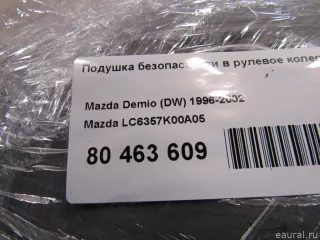 Подушка безопасности в рулевое колесо
Mazda Demio (DW) 1996-2002
Mazda LC6357K00A05
80 463 609
eaural.ru